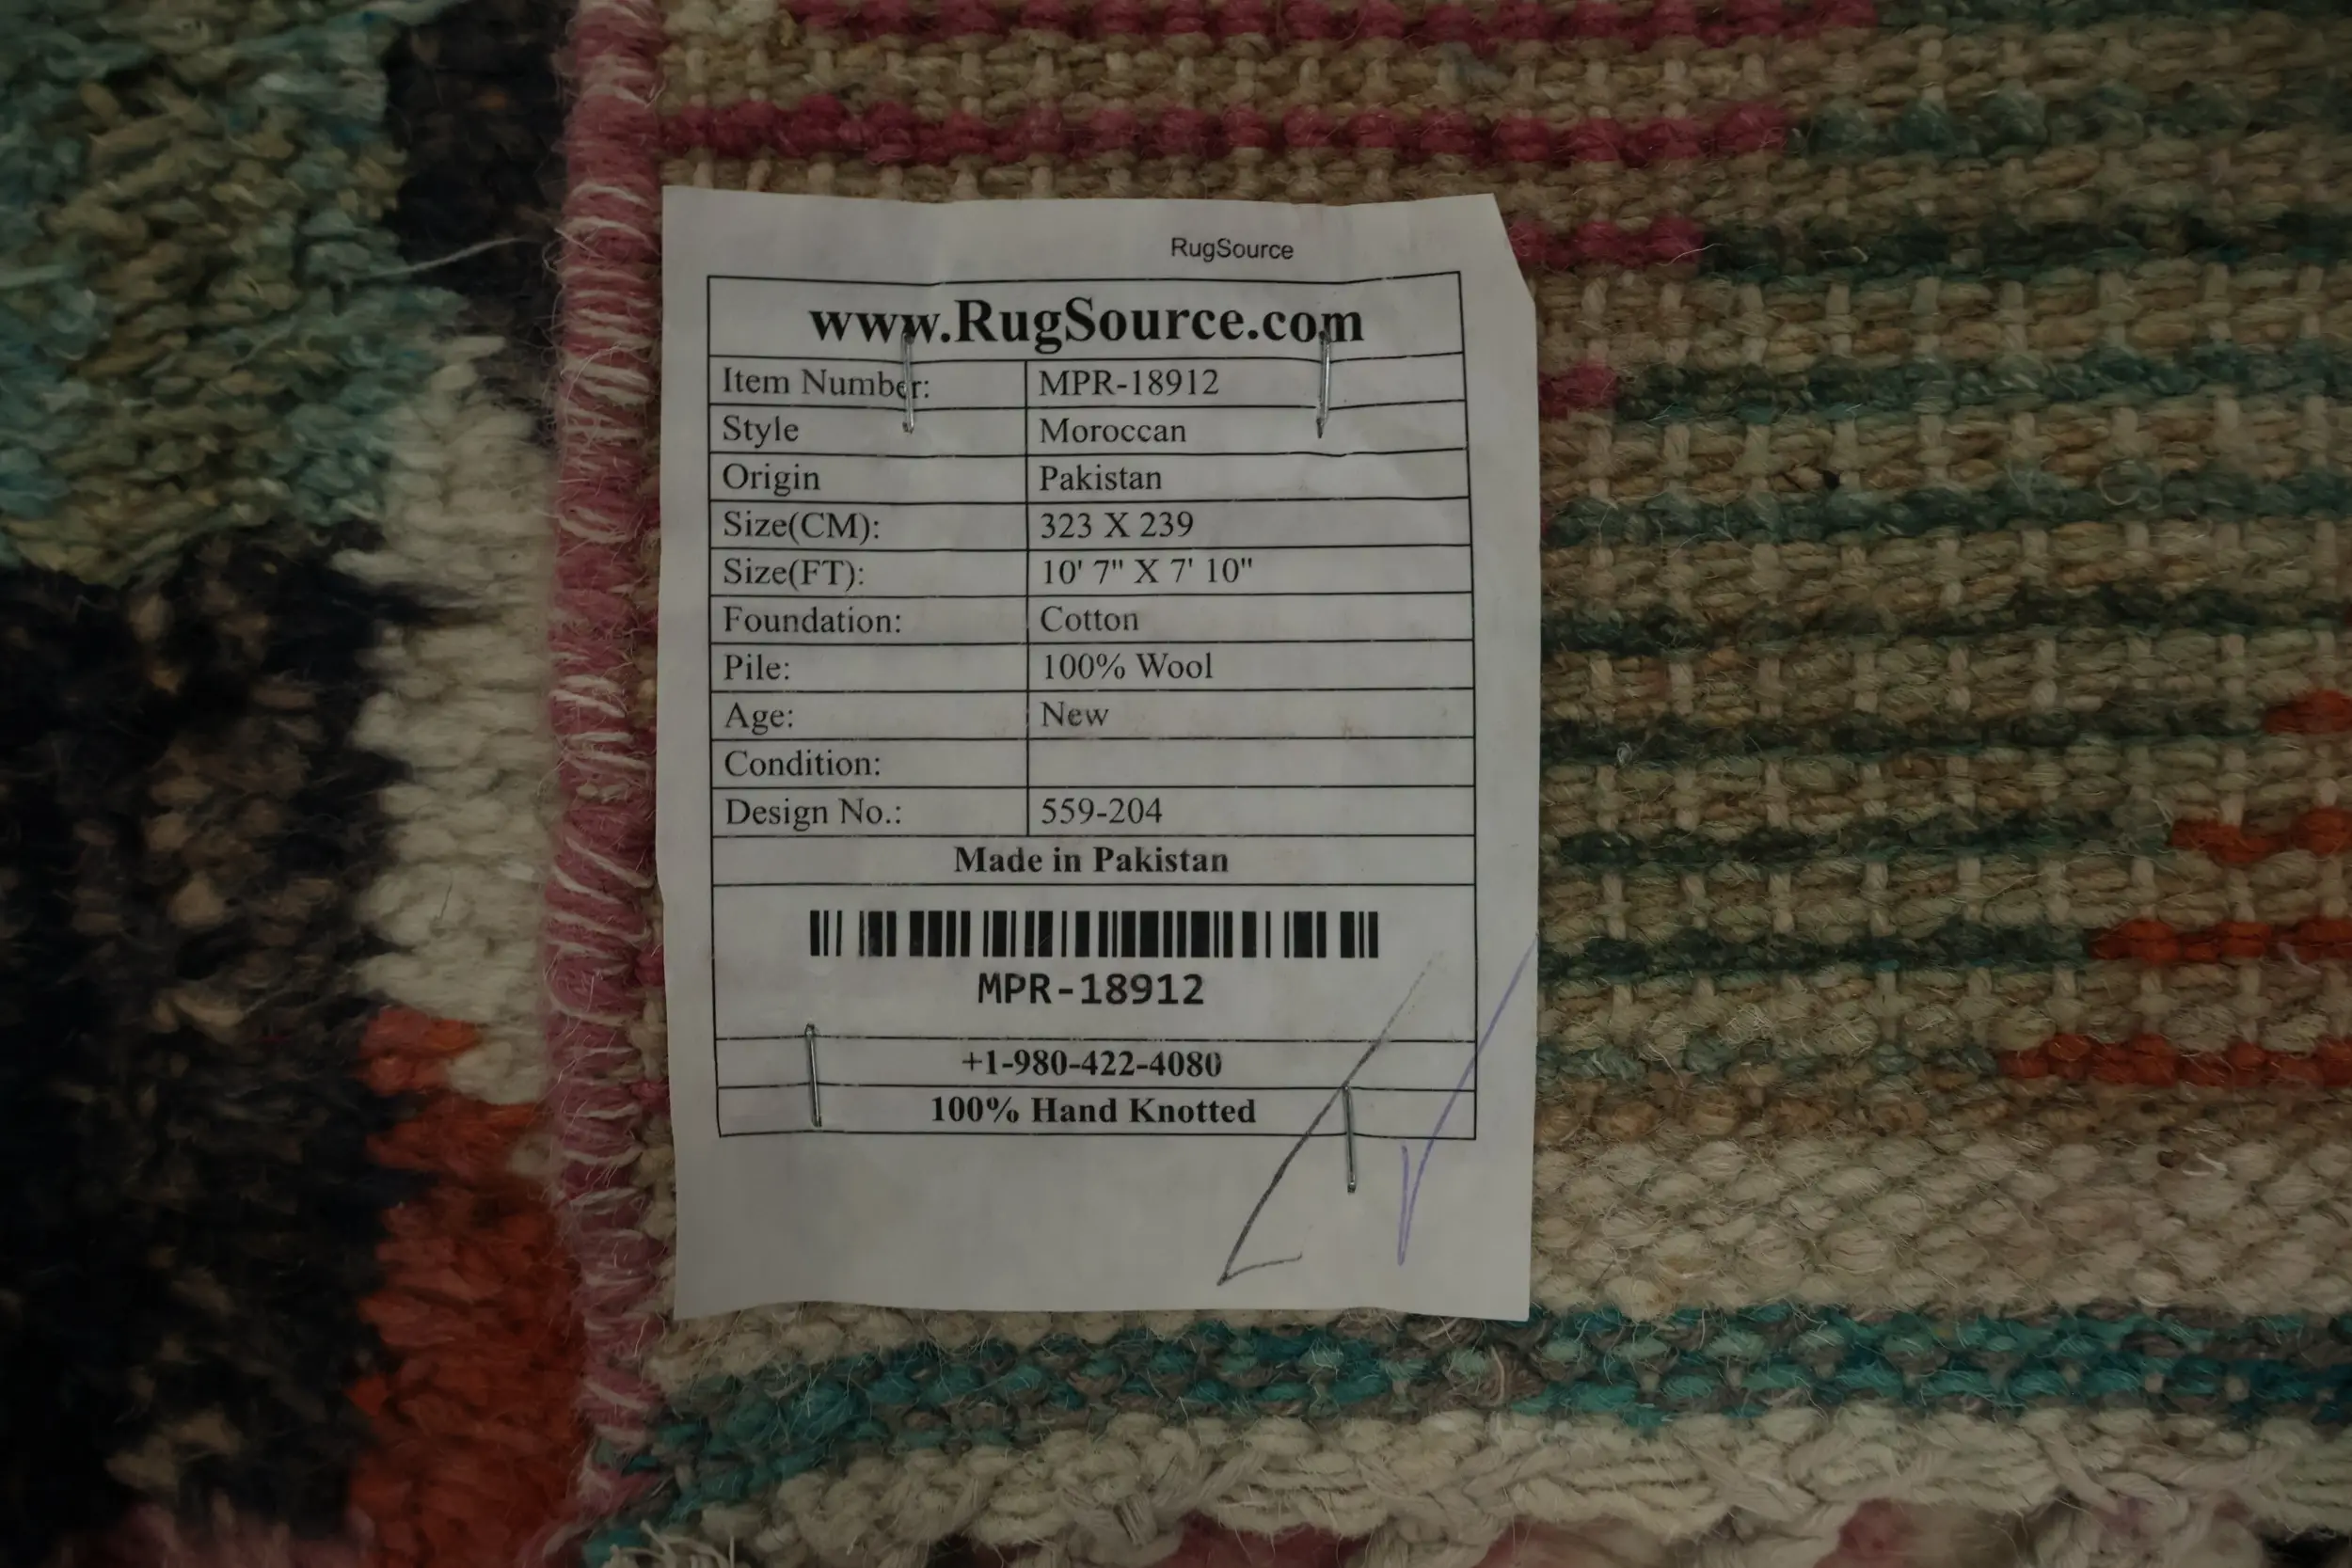 RugSource
www.RugSource.com
Item Number: MPR-18912
Style Moroccan
Origin Pakistan
Size(CM): 323 X 239
Size(FT): 10' 7" X 7' 10"
Foundation: Cotton
Pile: 100% Wool
Age: New
Condition:
Design No.: 559-204
Made in Pakistan
MPR-18912
+1-980-422-4080
100% Hand Knotted